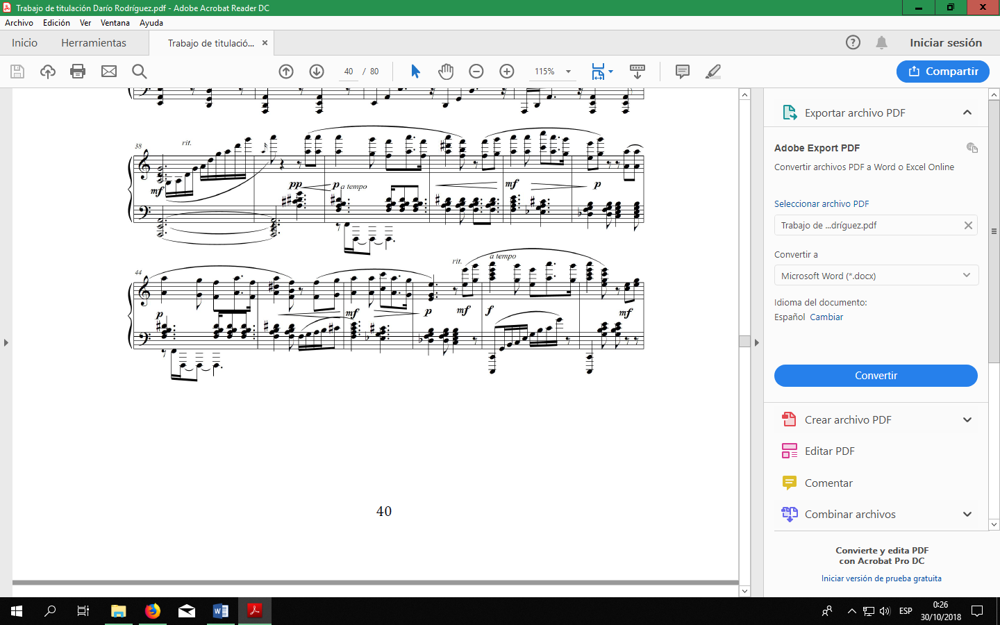 Trabajo de titulación Darío Rodríguez.pdf - Adobe Acrobat Reader DC
Archivo Edición Ver Ventana Ayuda
Inicio Herramientas Trabajo de titulació... × Iniciar sesión
40 / 80 115% Compartir
38 rit.
mf pp p a tempo mf p
44 rit. a tempo
p mf p mf f mf
40
Exportar archivo PDF
Adobe Export PDF
Convertir archivos PDF a Word o Excel Online
Seleccionar archivo PDF
Trabajo de ...dríguez.pdf
Convertir a
Microsoft Word (*.docx)
Idioma del documento:
Español Cambiar
Convertir
Crear archivo PDF
Editar PDF
Comentar
Combinar archivos
Convierte y edita PDF
con Acrobat Pro DC
Iniciar versión de prueba gratuita
ESP
0:26
30/10/2018